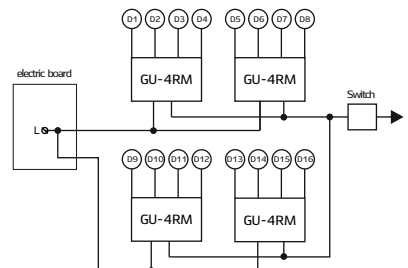 D1 D2 D3 D4 D5 D6 D7 D8
GU-4RM GU-4RM
electric board
Switch
L
D9 D10 D11 D12 D13 D14 D15 D16
GU-4RM GU-4RM